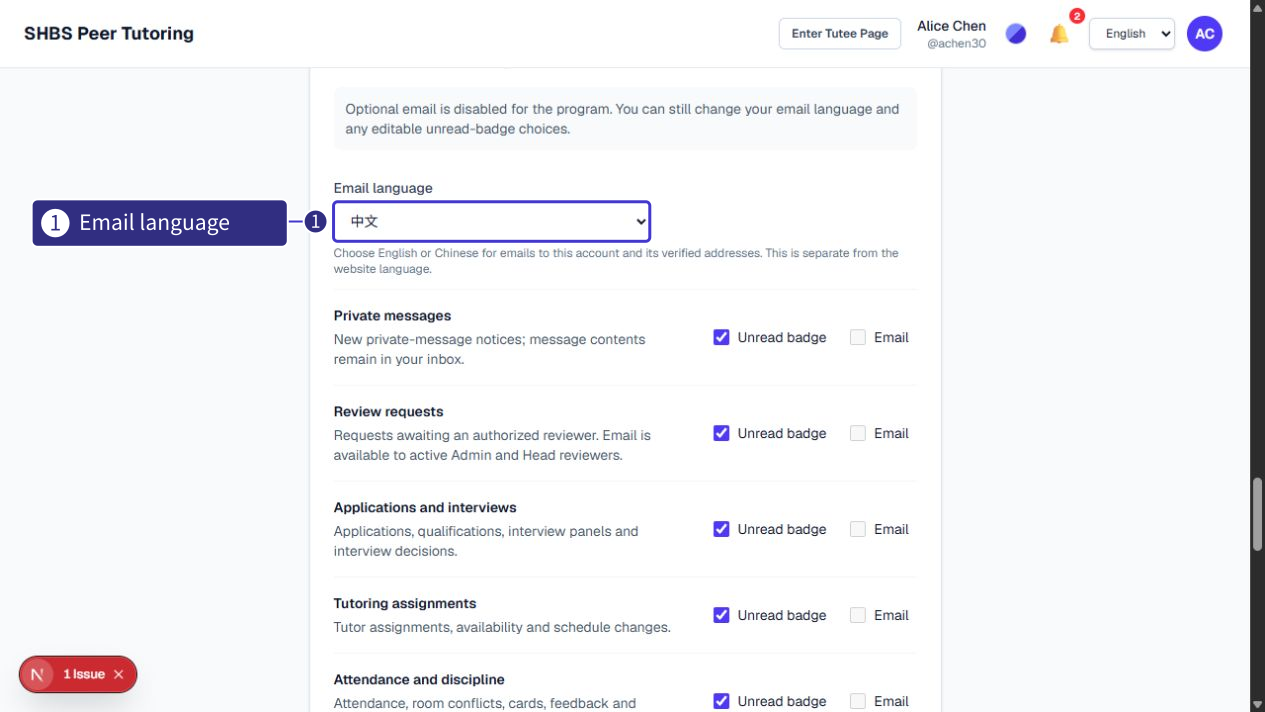 SHBS Peer Tutoring
Enter Tutee Page
Alice Chen
@achen30
2
English
AC
Optional email is disabled for the program. You can still change your email language and
any editable unread-badge choices.
Email language
1 Email language
1
中文
Choose English or Chinese for emails to this account and its verified addresses. This is separate from the
website language.
Private messages
New private-message notices; message contents
remain in your inbox.
Unread badge
Email
Review requests
Requests awaiting an authorized reviewer. Email is
available to active Admin and Head reviewers.
Unread badge
Email
Applications and interviews
Applications, qualifications, interview panels and
interview decisions.
Unread badge
Email
Tutoring assignments
Tutor assignments, availability and schedule changes.
Unread badge
Email
Attendance and discipline
Attendance, room conflicts, cards, feedback and
Unread badge
Email
N 1 Issue ×